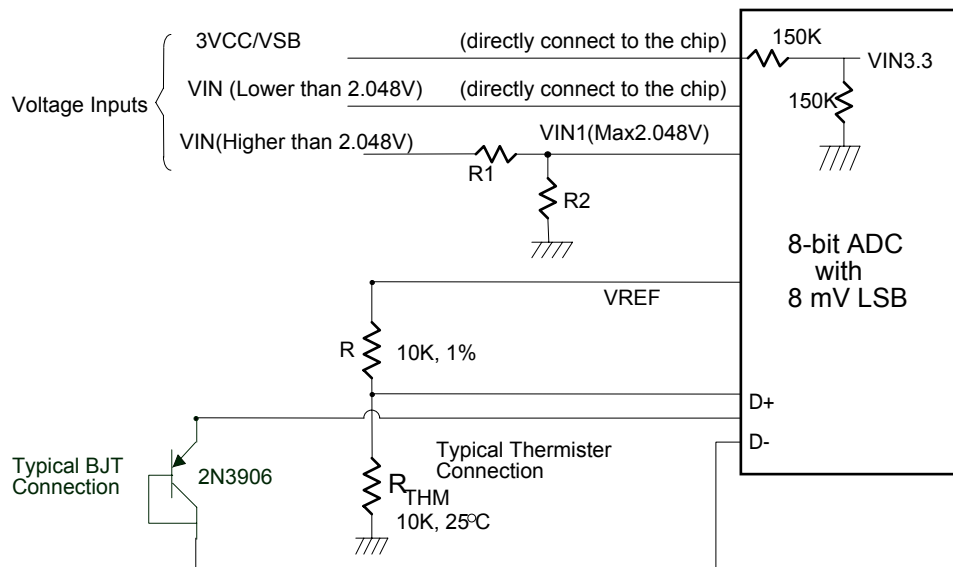 3VCC/VSB
(directly connect to the chip)
150K
VIN3.3
VIN (Lower than 2.048V)
(directly connect to the chip)
150K
Voltage Inputs
VIN(Higher than 2.048V)
VIN1(Max2.048V)
R1
R2
8-bit ADC
with
8 mV LSB
VREF
R
10K, 1%
D+
D-
Typical BJT
Connection
2N3906
Typical Thermister
Connection
RTHM
10K, 25°C